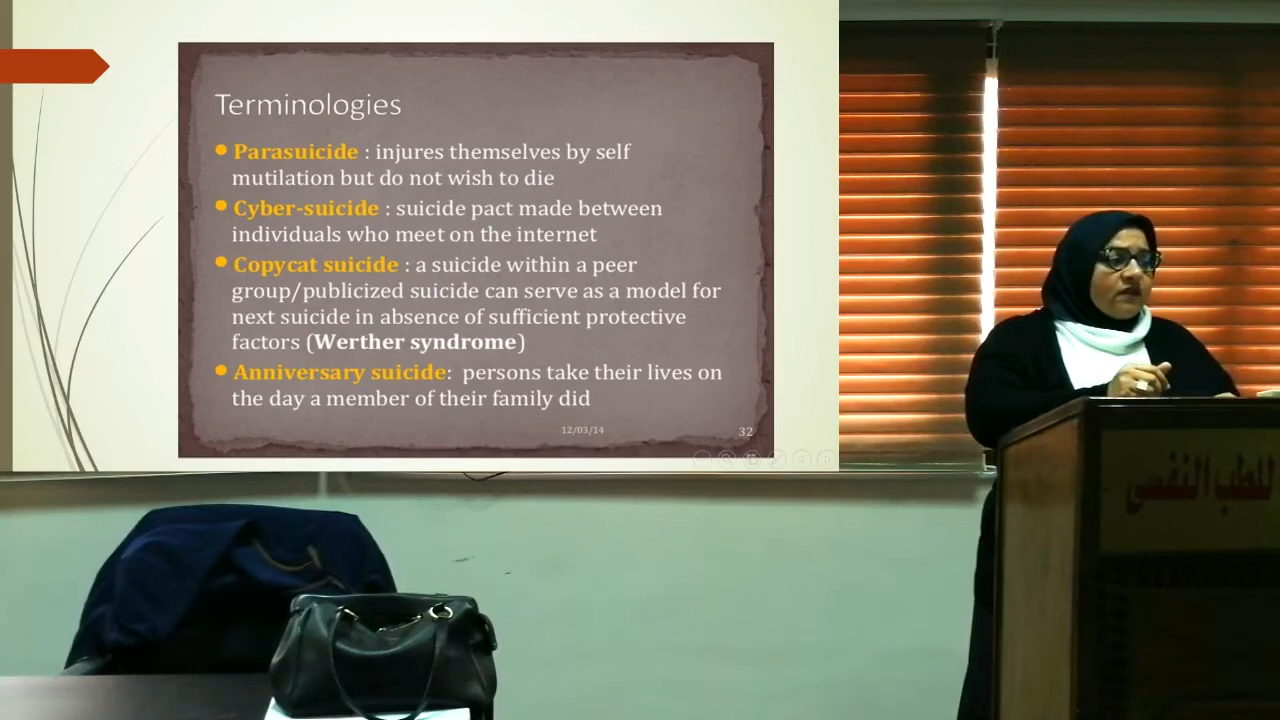 Terminologies
Parasuicide : injures themselves by self
mutilation but do not wish to die
Cyber-suicide : suicide pact made between
individuals who meet on the internet
Copycat suicide : a suicide within a peer
group/publicized suicide can serve as a model for
next suicide in absence of sufficient protective
factors (Werther syndrome)
Anniversary suicide:  persons take their lives on
the day a member of their family did
12/03/14
32
للطب النفسي